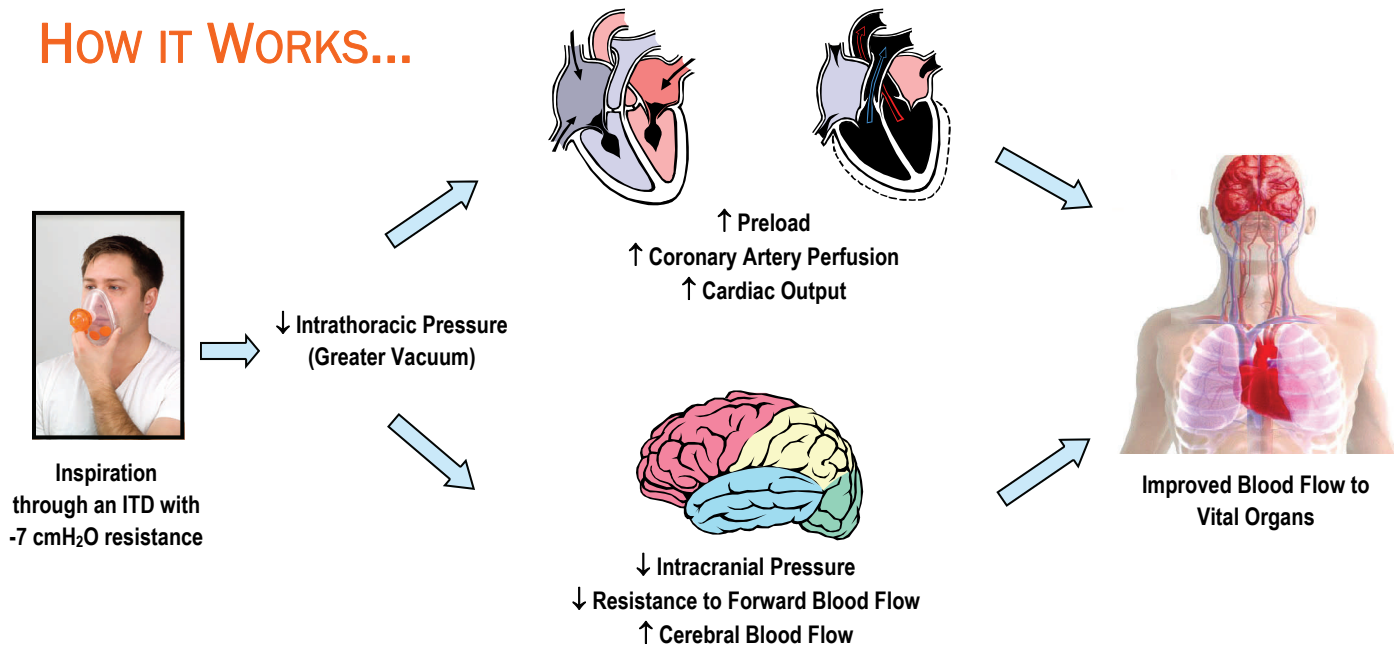 HOW IT WORKS...
↑ Preload
↑ Coronary Artery Perfusion
↑ Cardiac Output
↓ Intrathoracic Pressure
(Greater Vacuum)
Inspiration
through an ITD with
-7 cmH₂O resistance
↓ Intracranial Pressure
↓ Resistance to Forward Blood Flow
↑ Cerebral Blood Flow
Improved Blood Flow to
Vital Organs